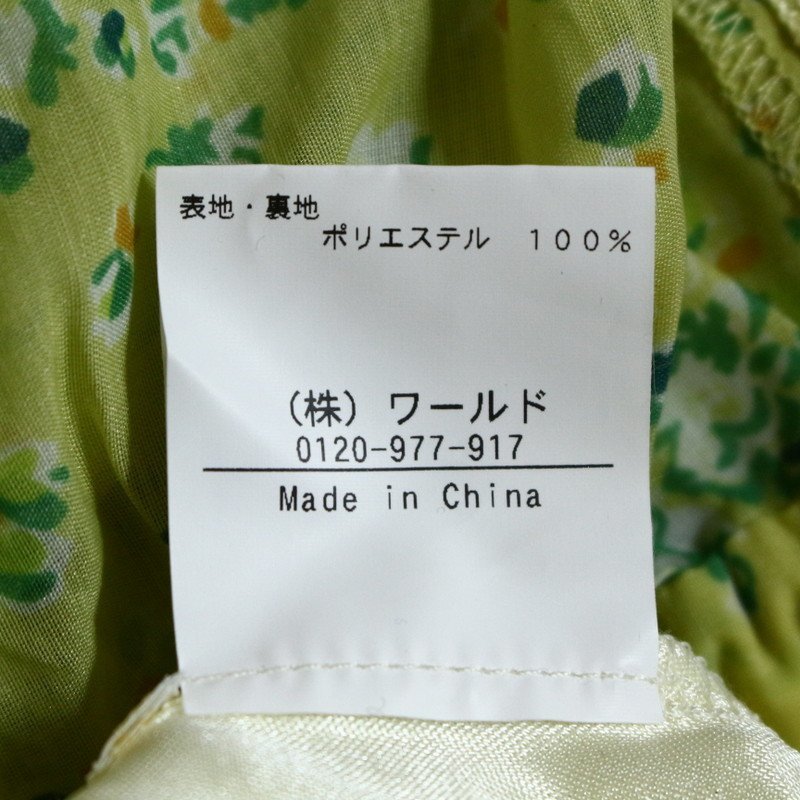 表地・裏地
ポリエステル　１００％
（株）ワールド
0120-977-917
Made in China